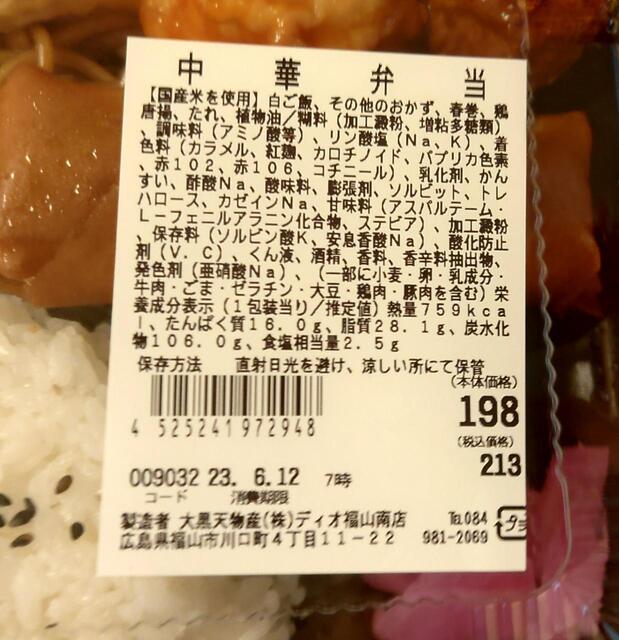 中華弁当
【国産米を使用】白ご飯、その他のおかず、春巻、鶏
唐揚、たれ、植物油／糊料（加工澱粉、増粘多糖類）
、調味料（アミノ酸等）、リン酸塩（Ｎａ、Ｋ）、着
色料（カラメル、紅麹、カロチノイド、パプリカ色素
、赤１０２、赤１０６、コチニール）、乳化剤、かん
すい、酢酸Ｎａ、酸味料、膨張剤、ソルビット、トレ
ハロース、カゼインＮａ、甘味料（アスパルテーム・
Ｌ－フェニルアラニン化合物、ステビア）、加工澱粉
、保存料（ソルビン酸Ｋ、安息香酸Ｎａ）、酸化防止
剤（Ｖ．Ｃ）、くん液、酒精、香料、香辛料抽出物、
発色剤（亜硝酸Ｎａ）、（一部に小麦・卵・乳成分・
牛肉・ごま・ゼラチン・大豆・鶏肉・豚肉を含む）栄
養成分表示（１包装当り／推定値）熱量７５９ｋｃａ
ｌ、たんぱく質１６．０ｇ、脂質２８．１ｇ、炭水化
物１０６．０ｇ、食塩相当量２．５ｇ
保存方法　直射日光を避け、涼しい所にて保管
(本体価格)
198
(税込価格)
213
4 525241 972948
009032 23. 6.12 7時
コード 消費期限
製造者 大黒天物産(株)ディオ福山南店 ℡084
広島県福山市川口町４丁目１１－２２ 981-2069
プラ